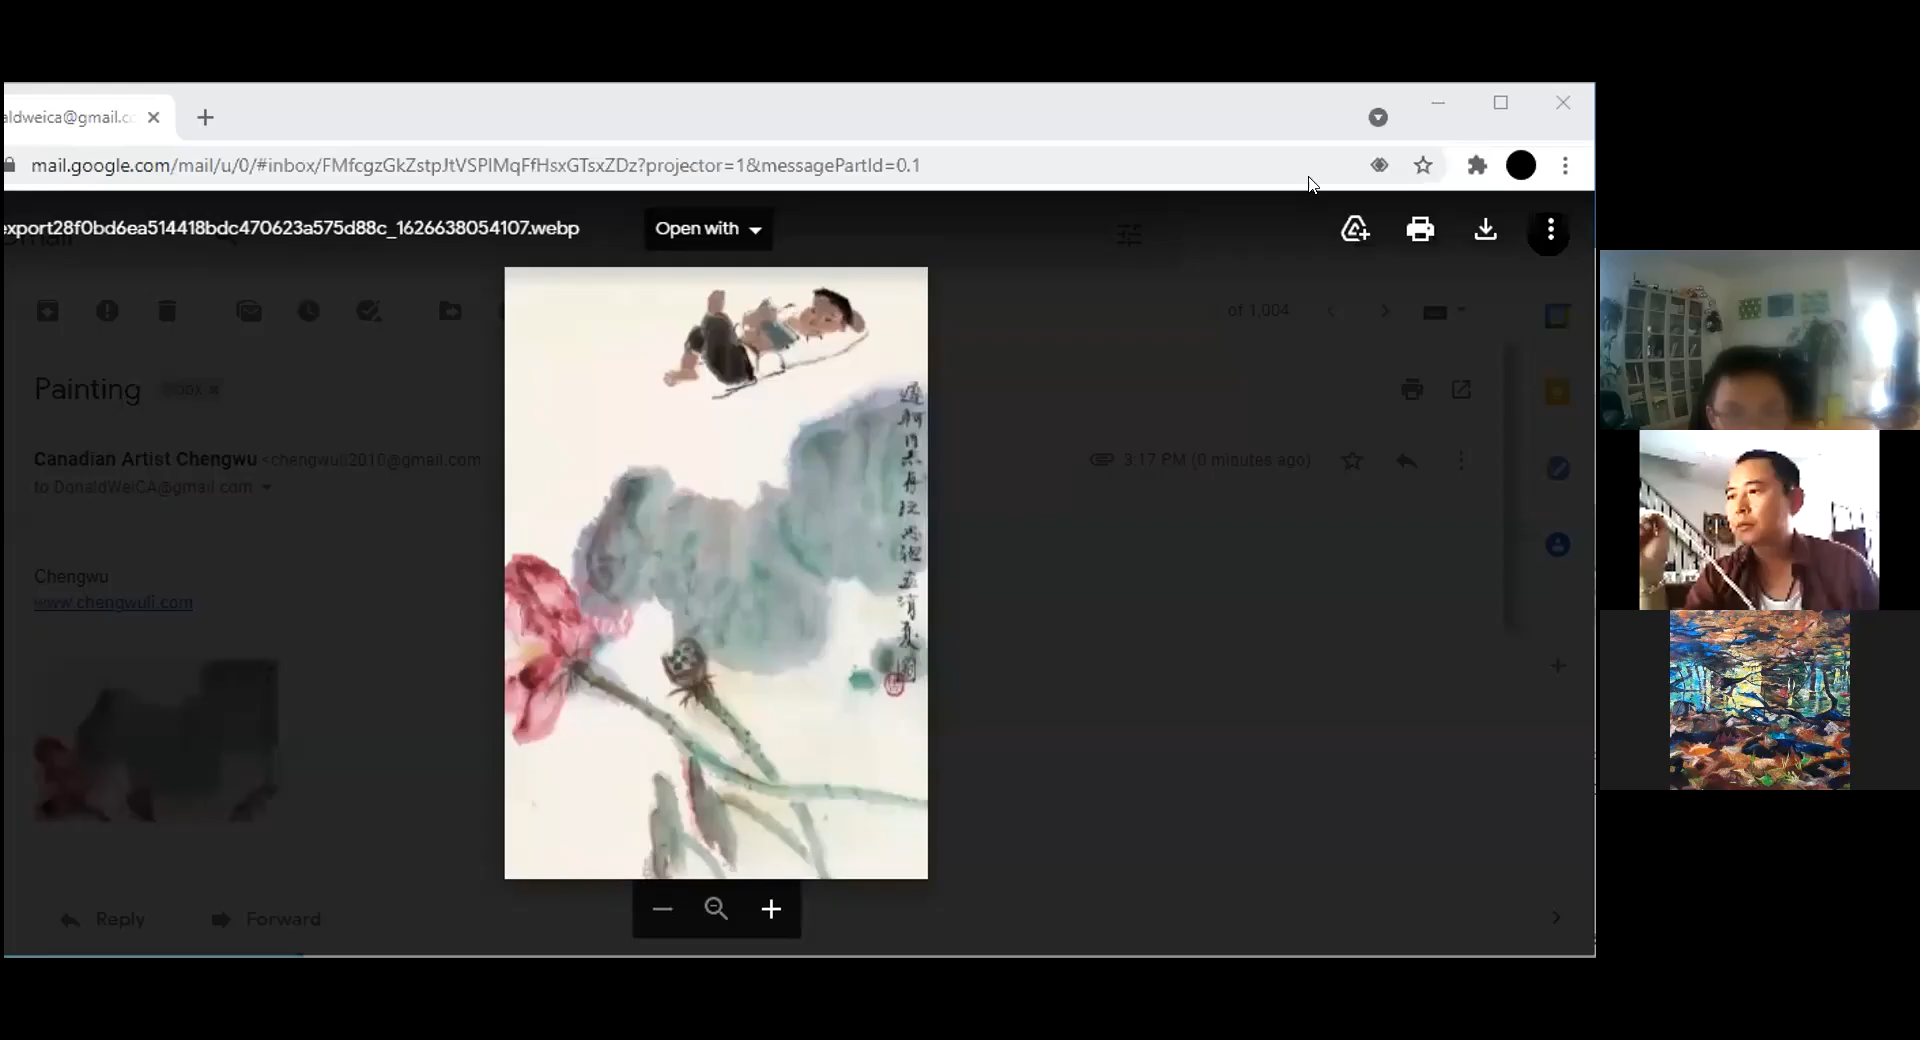 aldweica@gmail.c
mail.google.com/mail/u/0/#inbox/FMfcgzGkZstpJtVSPlMqFfHsxGTsxZDz?projector=1&messagePartId=0.1
export28f0bd6ea514418bdc470623a575d88c_1626638054107.webp
Open with
of 1,004
Painting
Inbox
Canadian Artist Chengwu <chengwuli2010@gmail.com
3:17 PM (0 minutes ago)
to DonaldWeiCA@gmail.com
Chengwu
www.chengwuli.com
Reply
Forward